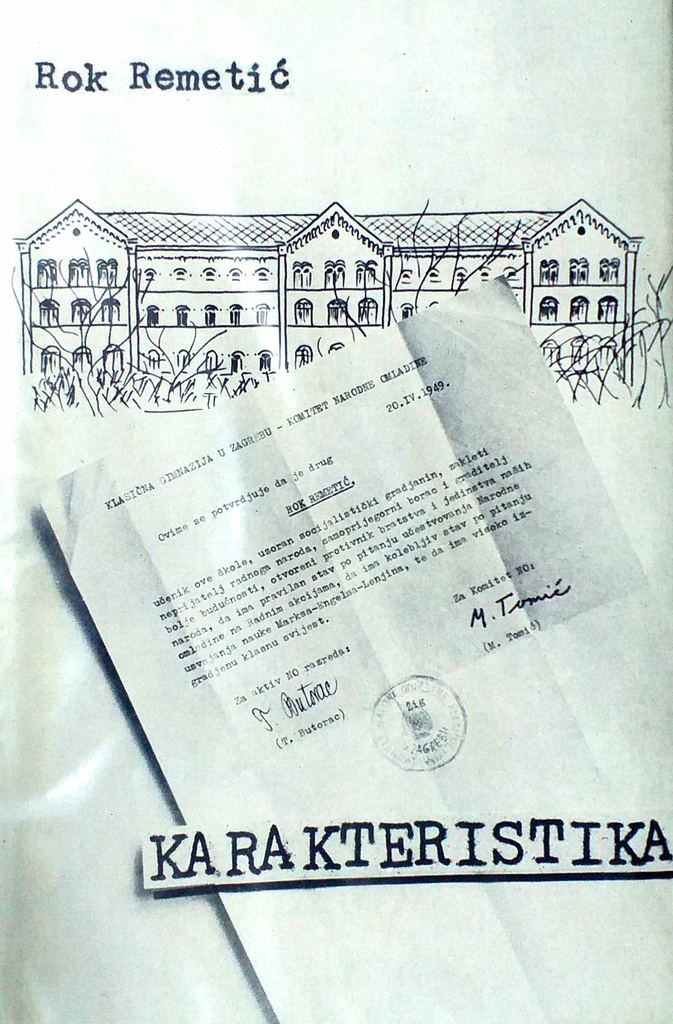 Rok Remetić
KLASIČNA GIMNAZIJA U ZAGREBU - KOMITET NARODNE OMLADINE
20.IV.1949.
Ovime se potvrdjuje da je drug
ROK REMETIĆ,
učenik ove škole, uzoran socijalistički gradjanin, zakleti
neprijatelj radnoga naroda, samoprijegorni borac i graditelj
bolje budućnosti, otvoreni protivnik bratstva i jedinstva naših
naroda, da ima pravilan stav po pitanju učestvovanja Narodne
omladine na Radnim akcijama, da ima kolebljiv stav po pitanju
usvajanja nauke Marksa-Engelsa-Lenjina, te da ima visoko iz-
gradjenu klasnu svijest.
Za aktiv NO razreda:
T. Butorac
(T. Butorac)
Za Komitet NO:
M. Tomić
(M. Tomić)
ZAGREBU
KARAKTERISTIKA